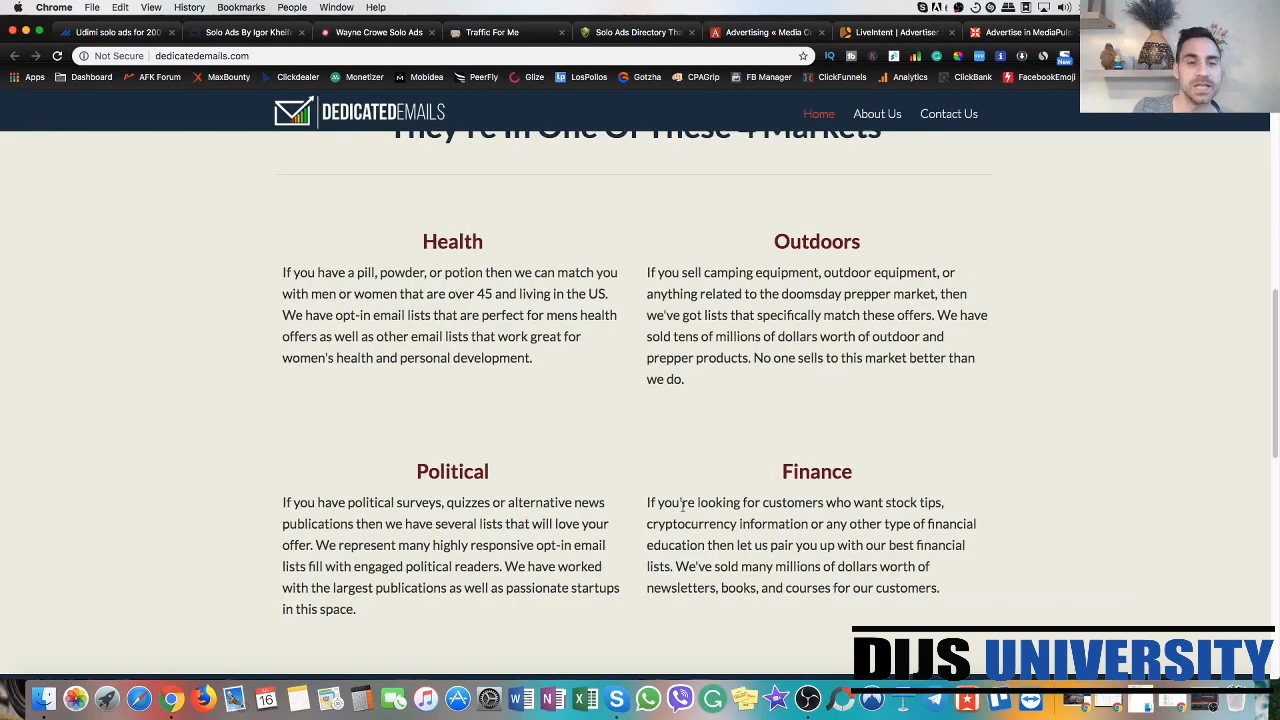 Chrome File Edit View History Bookmarks People Window Help
Udimi solo ads for 200
Solo Ads By Igor Kheife
Wayne Crowe Solo Ads
Traffic For Me
Solo Ads Directory Tha
Advertising « Media Mo
LiveIntent | Advertiser
Advertise in MediaPuls
Not Secure | dedicatedemails.com
Apps Dashboard AFK Forum MaxBounty Clickdealer Monetizer Mobidea PeerFly Glize LosPollos Gotzha CPAGrip FB Manager ClickFunnels Analytics ClickBank FacebookEmoji
DEDICATEDEMAILS
Home About Us Contact Us
They're In One Of These 4 Markets
Health
If you have a pill, powder, or potion then we can match you
with men or women that are over 45 and living in the US.
We have opt-in email lists that are perfect for mens health
offers as well as other email lists that work great for
women's health and personal development.
Outdoors
If you sell camping equipment, outdoor equipment, or
anything related to the doomsday prepper market, then
we've got lists that specifically match these offers. We have
sold tens of millions of dollars worth of outdoor and
prepper products. No one sells to this market better than
we do.
Political
If you have political surveys, quizzes or alternative news
publications then we have several lists that will love your
offer. We represent many highly responsive opt-in email
lists fill with engaged political readers. We have worked
with the largest publications as well as passionate startups
in this space.
Finance
If you're looking for customers who want stock tips,
cryptocurrency information or any other type of financial
education then let us pair you up with our best financial
lists. We've sold many millions of dollars worth of
newsletters, books, and courses for our customers.
DIJS UNIVERSITY